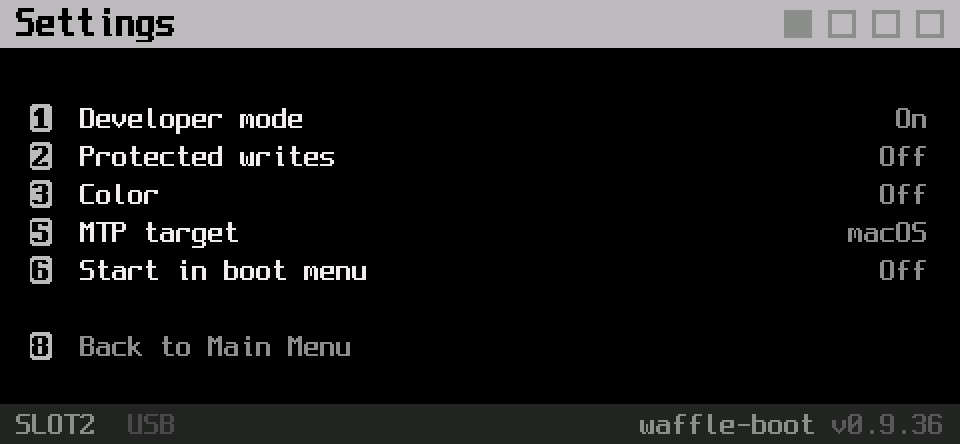 Settings
1 Developer mode On
2 Protected writes Off
3 Color Off
5 MTP target macOS
6 Start in boot menu Off
8 Back to Main Menu
SLOT2 USB waffle-boot v0.9.36